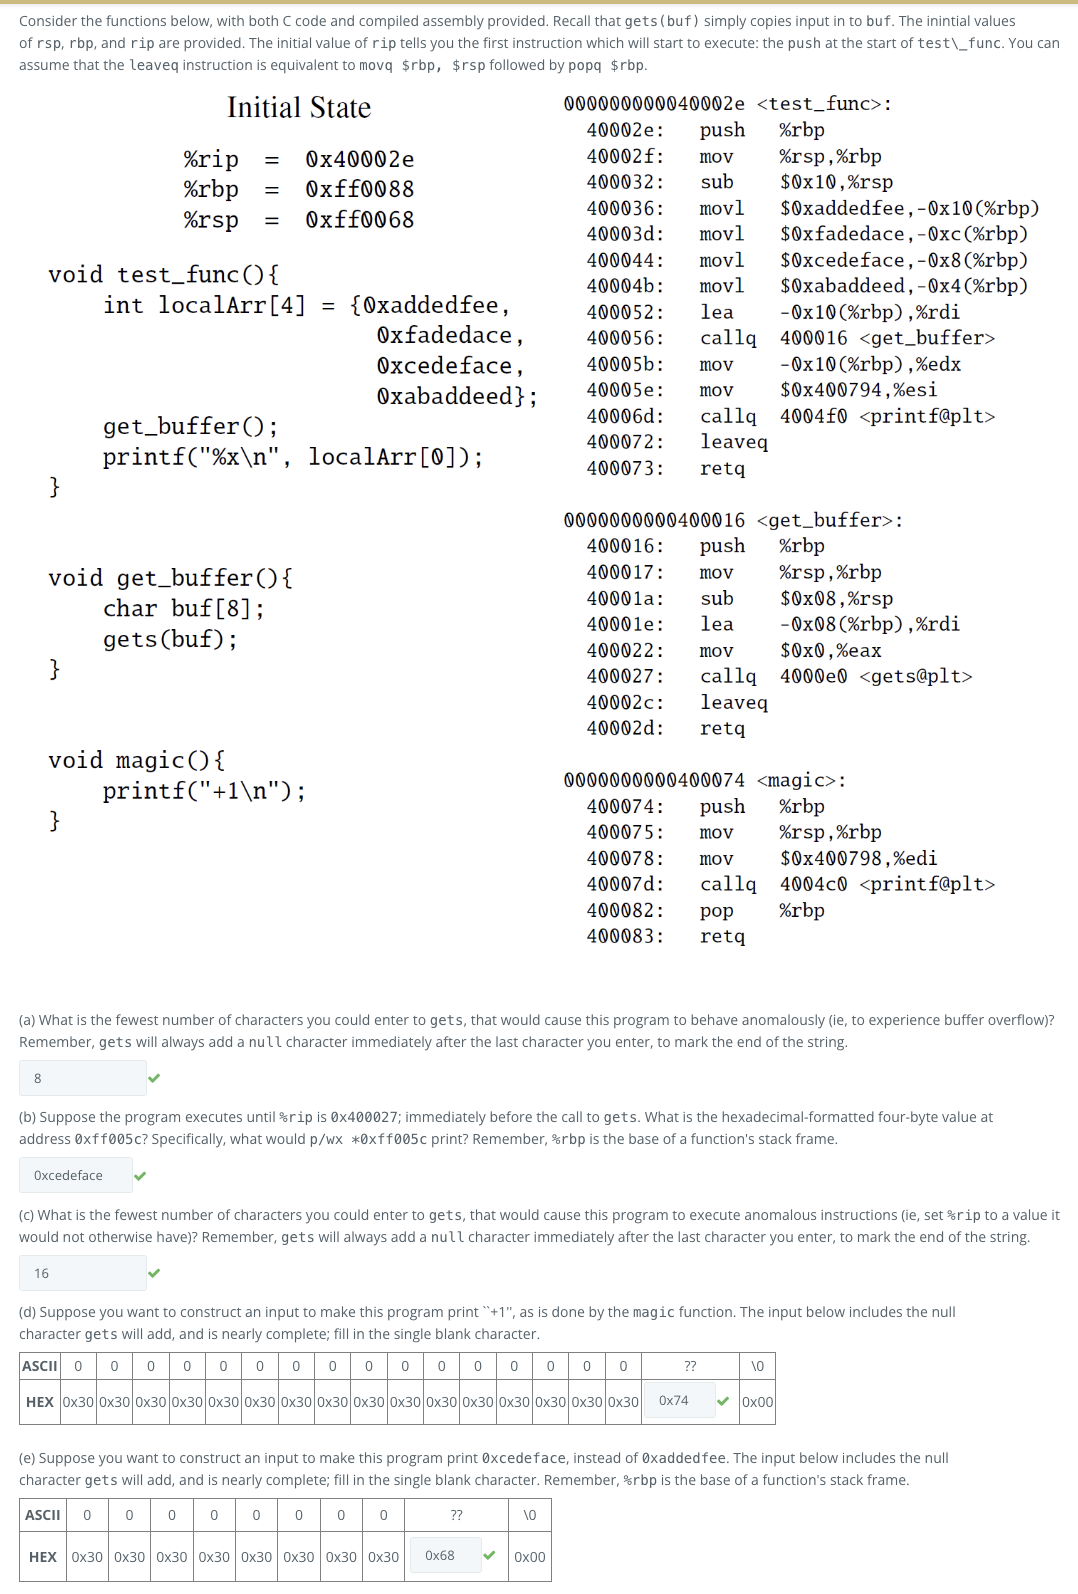 Consider the functions below, with both C code and compiled assembly provided. Recall that gets(buf) simply copies input in to buf. The inintial values
of rsp, rbp, and rip are provided. The initial value of rip tells you the first instruction which will start to execute: the push at the start of test\_func. You can
assume that the leaveq instruction is equivalent to movq $rbp, $rsp followed by popq $rbp.
Initial State
%rip = 0x40002e
%rbp = 0xff0088
%rsp = 0xff0068
void test_func(){
int localArr[4] = {0xaddedfee,
0xfadedace,
0xcedeface,
0xabaddeed};
get_buffer();
printf("%x\n", localArr[0]);
}
void get_buffer(){
char buf[8];
gets(buf);
}
void magic(){
printf("+1\n");
}
000000000040002e <test_func>:
40002e: push %rbp
40002f: mov %rsp,%rbp
400032: sub $0x10,%rsp
400036: movl $0xaddedfee,-0x10(%rbp)
40003d: movl $0xfadedace,-0xc(%rbp)
400044: movl $0xcedeface,-0x8(%rbp)
40004b: movl $0xabaddeed,-0x4(%rbp)
400052: lea -0x10(%rbp),%rdi
400056: callq 400016 <get_buffer>
40005b: mov -0x10(%rbp),%edx
40005e: mov $0x400794,%esi
40006d: callq 4004f0 <printf@plt>
400072: leaveq
400073: retq
0000000000400016 <get_buffer>:
400016: push %rbp
400017: mov %rsp,%rbp
40001a: sub $0x08,%rsp
40001e: lea -0x08(%rbp),%rdi
400022: mov $0x0,%eax
400027: callq 4000e0 <gets@plt>
40002c: leaveq
40002d: retq
0000000000400074 <magic>:
400074: push %rbp
400075: mov %rsp,%rbp
400078: mov $0x400798,%edi
40007d: callq 4004c0 <printf@plt>
400082: pop %rbp
400083: retq
(a) What is the fewest number of characters you could enter to gets, that would cause this program to behave anomalously (ie, to experience buffer overflow)?
Remember, gets will always add a null character immediately after the last character you enter, to mark the end of the string.
8
(b) Suppose the program executes until %rip is 0x400027; immediately before the call to gets. What is the hexadecimal-formatted four-byte value at
address 0xff005c? Specifically, what would p/wx *0xff005c print? Remember, %rbp is the base of a function's stack frame.
0xcedeface
(c) What is the fewest number of characters you could enter to gets, that would cause this program to execute anomalous instructions (ie, set %rip to a value it
would not otherwise have)? Remember, gets will always add a null character immediately after the last character you enter, to mark the end of the string.
16
(d) Suppose you want to construct an input to make this program print ``+1'', as is done by the magic function. The input below includes the null
character gets will add, and is nearly complete; fill in the single blank character.
ASCII 0 0 0 0 0 0 0 0 0 0 0 0 0 0 0 0 ?? \0
HEX 0x30 0x30 0x30 0x30 0x30 0x30 0x30 0x30 0x30 0x30 0x30 0x30 0x30 0x30 0x30 0x30 0x74 0x00
(e) Suppose you want to construct an input to make this program print 0xcedeface, instead of 0xaddedfee. The input below includes the null
character gets will add, and is nearly complete; fill in the single blank character. Remember, %rbp is the base of a function's stack frame.
ASCII 0 0 0 0 0 0 0 0 ?? \0
HEX 0x30 0x30 0x30 0x30 0x30 0x30 0x30 0x30 0x68 0x00